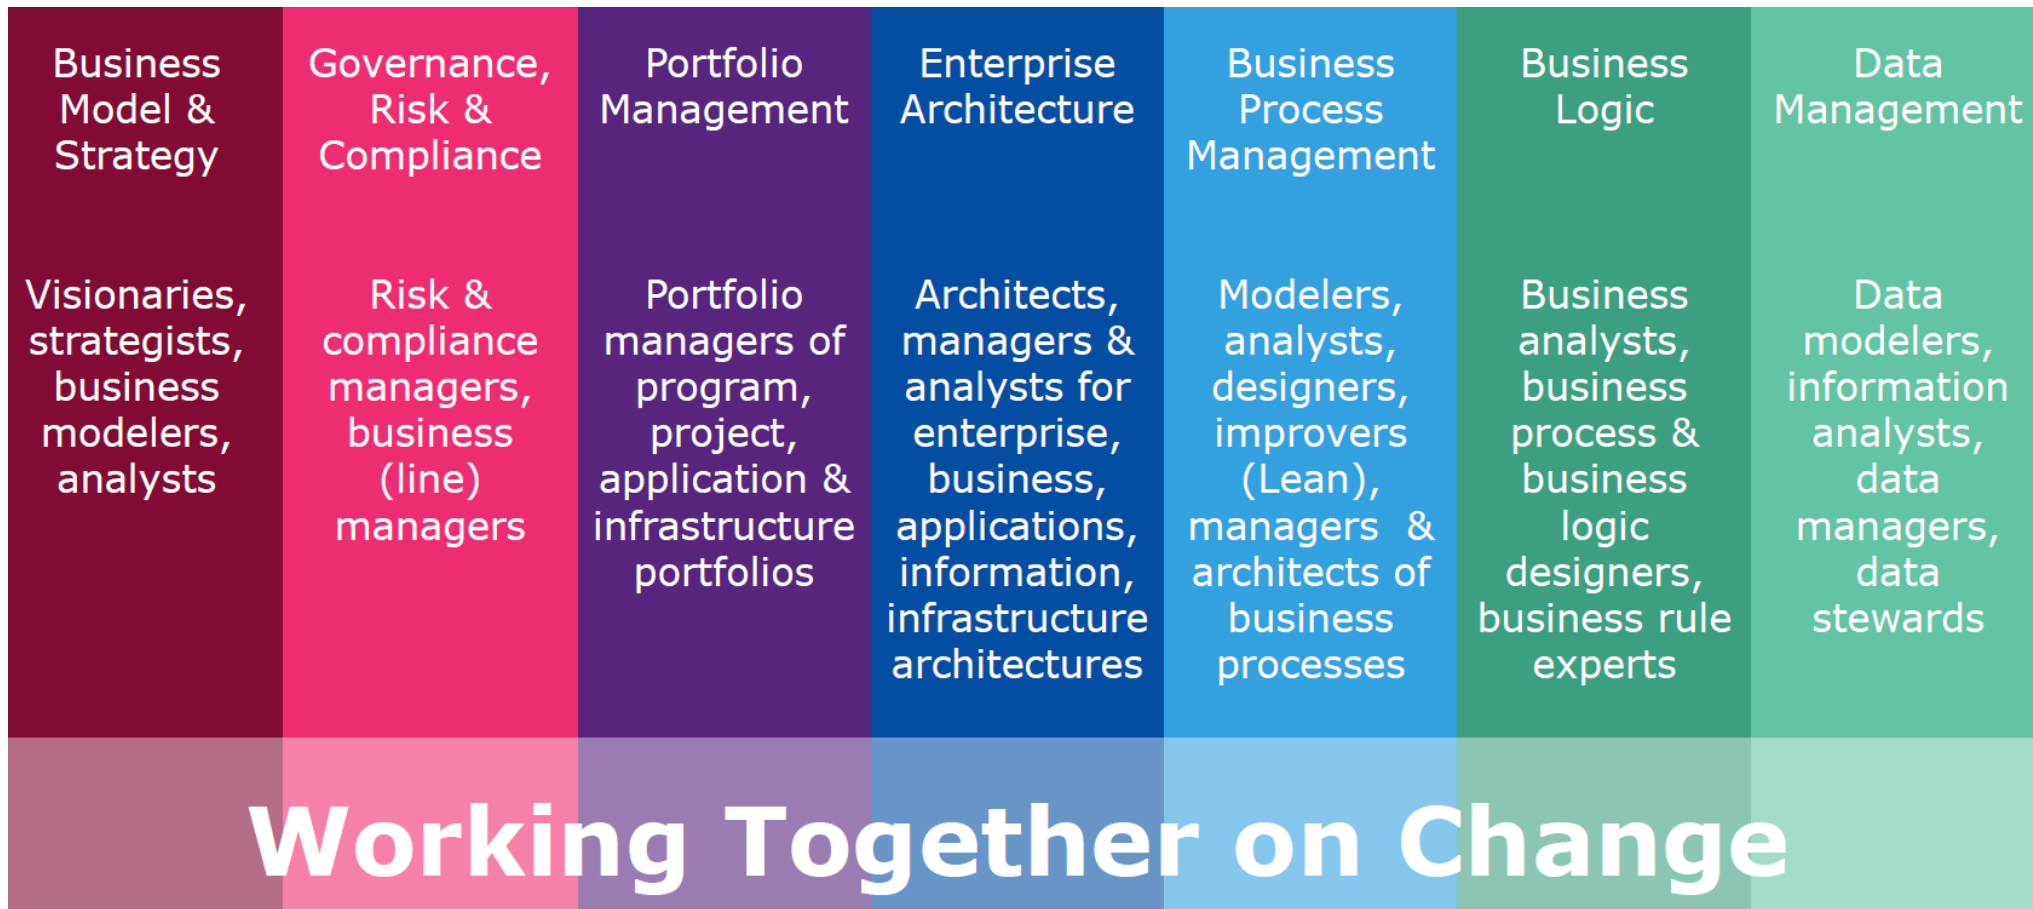 Business
Model &
Strategy
Visionaries,
strategists,
business
modelers,
analysts
Governance,
Risk &
Compliance
Risk &
compliance
managers,
business
(line)
managers
Portfolio
Management
Portfolio
managers of
program,
project,
application &
infrastructure
portfolios
Enterprise
Architecture
Architects,
managers &
analysts for
enterprise,
business,
applications,
information,
infrastructure
architectures
Business
Process
Management
Modelers,
analysts,
designers,
improvers
(Lean),
managers  &
architects of
business
processes
Business
Logic
Business
analysts,
business
process &
business
logic
designers,
business rule
experts
Data
Management
Data
modelers,
information
analysts,
data
managers,
data
stewards
Working Together on Change